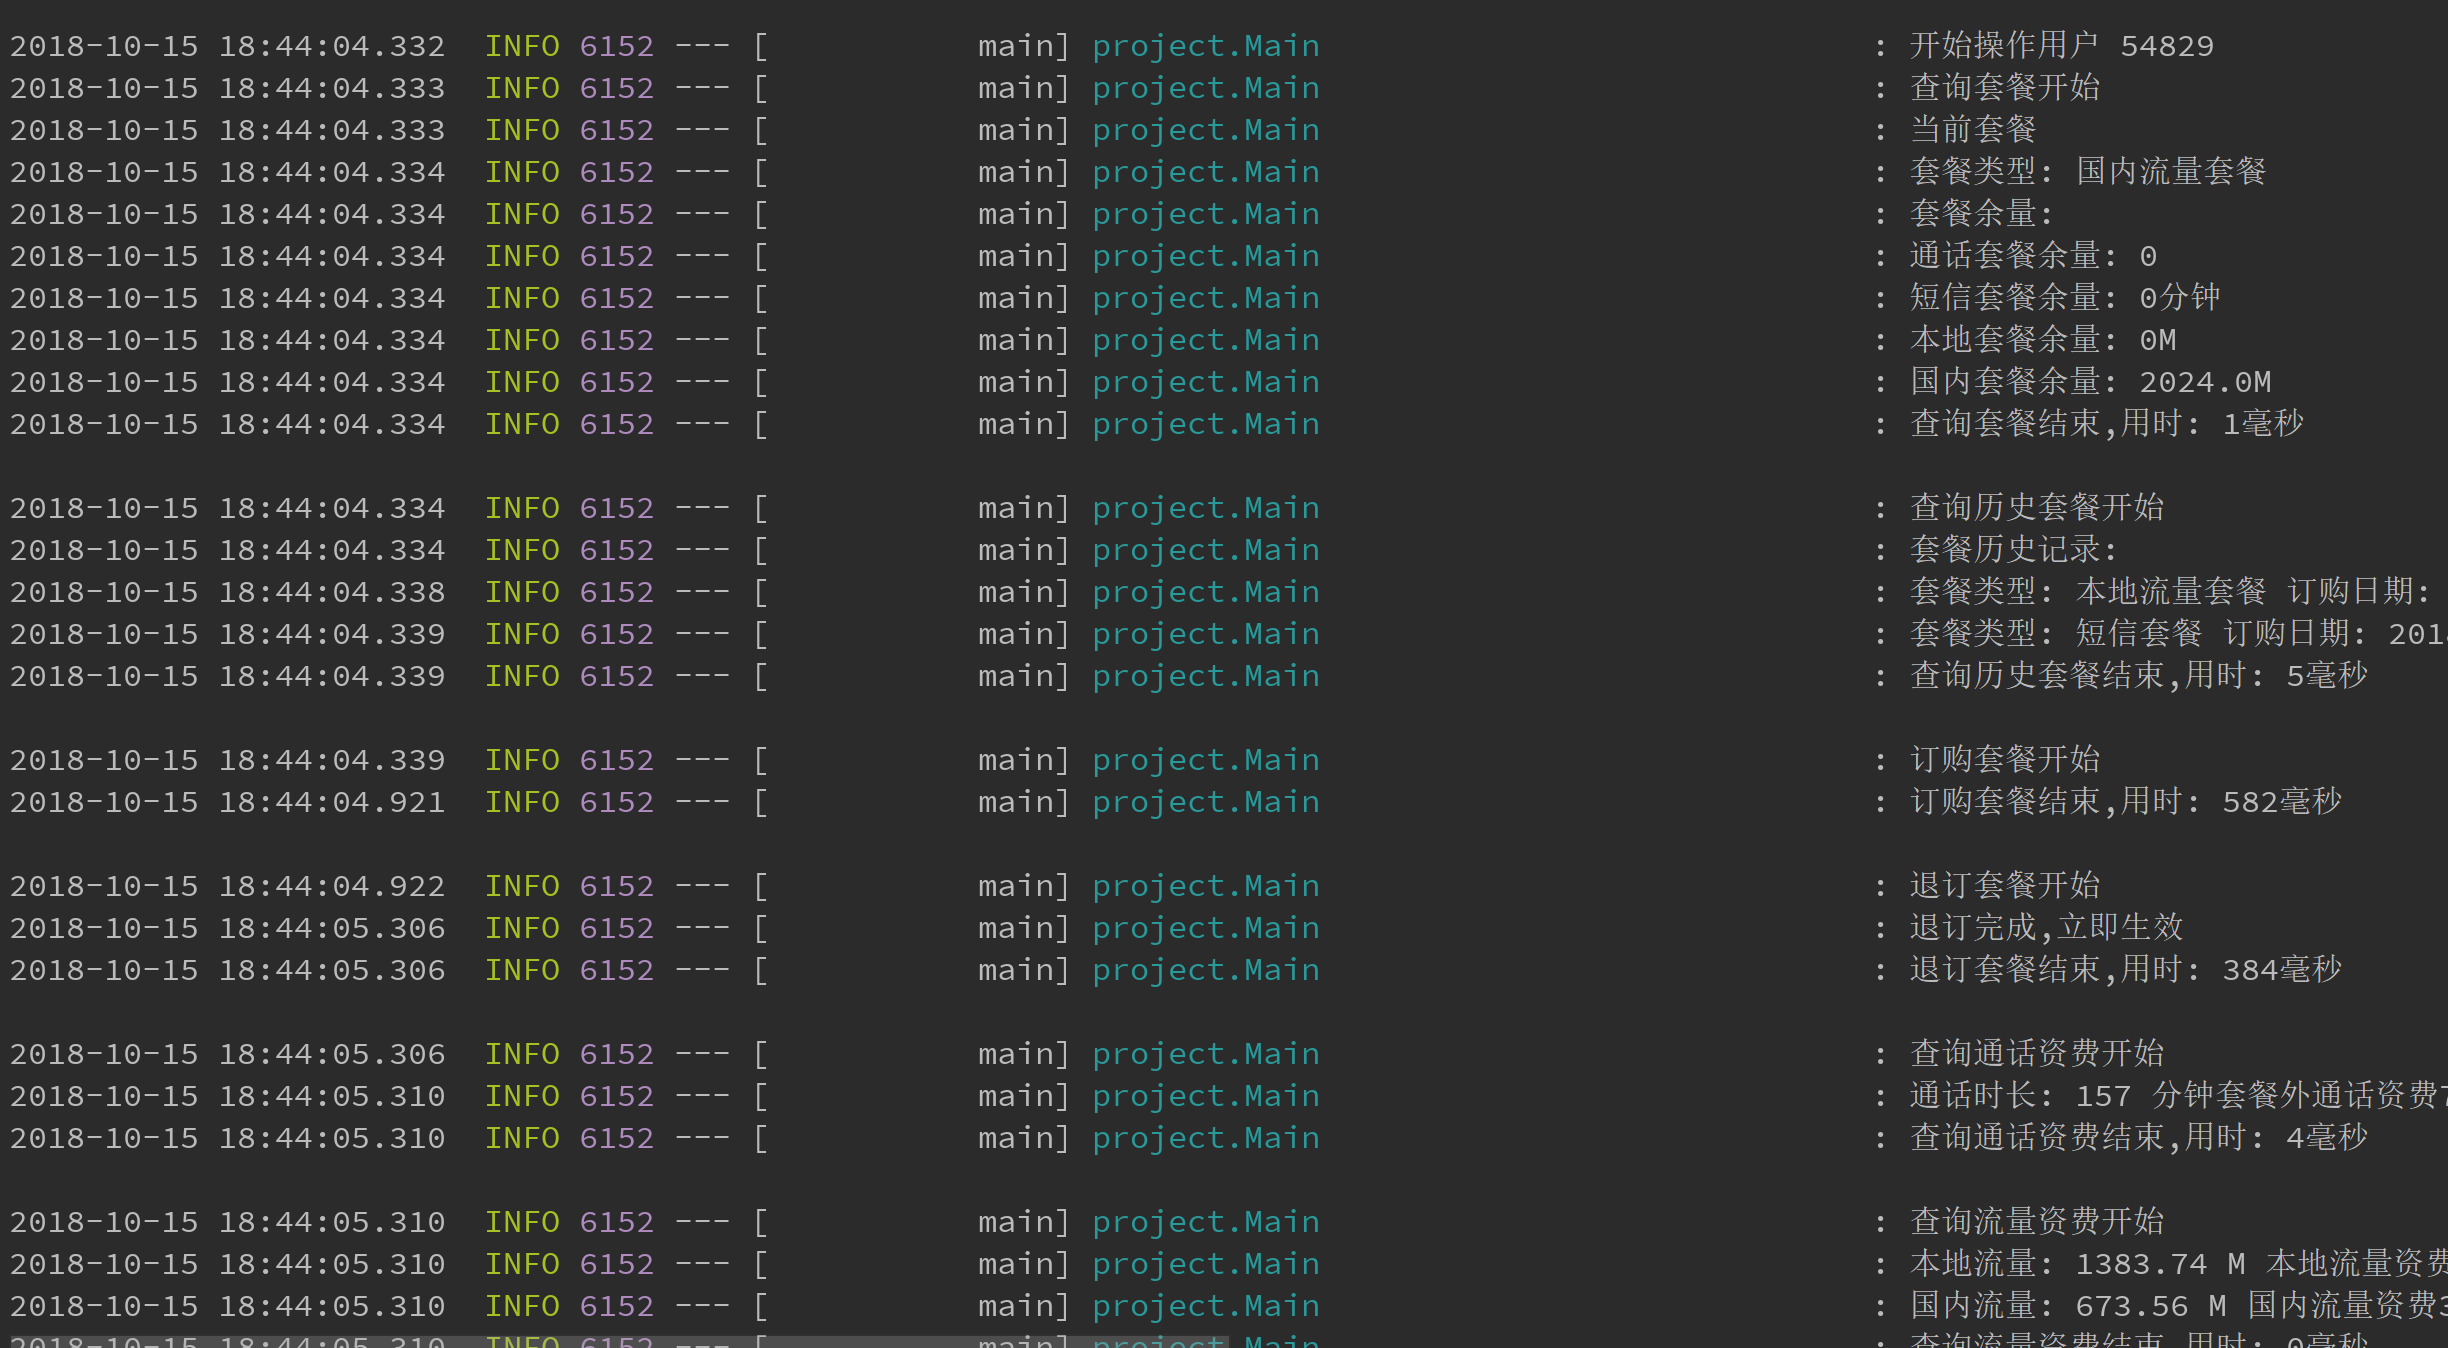 2018-10-15 18:44:04.332  INFO 6152 --- [           main] project.Main                             : 开始操作用户 54829
2018-10-15 18:44:04.333  INFO 6152 --- [           main] project.Main                             : 查询套餐开始
2018-10-15 18:44:04.333  INFO 6152 --- [           main] project.Main                             : 当前套餐
2018-10-15 18:44:04.334  INFO 6152 --- [           main] project.Main                             : 套餐类型: 国内流量套餐
2018-10-15 18:44:04.334  INFO 6152 --- [           main] project.Main                             : 套餐余量:
2018-10-15 18:44:04.334  INFO 6152 --- [           main] project.Main                             : 通话套餐余量: 0
2018-10-15 18:44:04.334  INFO 6152 --- [           main] project.Main                             : 短信套餐余量: 0分钟
2018-10-15 18:44:04.334  INFO 6152 --- [           main] project.Main                             : 本地套餐余量: 0M
2018-10-15 18:44:04.334  INFO 6152 --- [           main] project.Main                             : 国内套餐余量: 2024.0M
2018-10-15 18:44:04.334  INFO 6152 --- [           main] project.Main                             : 查询套餐结束,用时: 1毫秒
2018-10-15 18:44:04.334  INFO 6152 --- [           main] project.Main                             : 查询历史套餐开始
2018-10-15 18:44:04.334  INFO 6152 --- [           main] project.Main                             : 套餐历史记录:
2018-10-15 18:44:04.338  INFO 6152 --- [           main] project.Main                             : 套餐类型: 本地流量套餐 订购日期:
2018-10-15 18:44:04.339  INFO 6152 --- [           main] project.Main                             : 套餐类型: 短信套餐 订购日期: 201
2018-10-15 18:44:04.339  INFO 6152 --- [           main] project.Main                             : 查询历史套餐结束,用时: 5毫秒
2018-10-15 18:44:04.339  INFO 6152 --- [           main] project.Main                             : 订购套餐开始
2018-10-15 18:44:04.921  INFO 6152 --- [           main] project.Main                             : 订购套餐结束,用时: 582毫秒
2018-10-15 18:44:04.922  INFO 6152 --- [           main] project.Main                             : 退订套餐开始
2018-10-15 18:44:05.306  INFO 6152 --- [           main] project.Main                             : 退订完成,立即生效
2018-10-15 18:44:05.306  INFO 6152 --- [           main] project.Main                             : 退订套餐结束,用时: 384毫秒
2018-10-15 18:44:05.306  INFO 6152 --- [           main] project.Main                             : 查询通话资费开始
2018-10-15 18:44:05.310  INFO 6152 --- [           main] project.Main                             : 通话时长: 157 分钟套餐外通话资费
2018-10-15 18:44:05.310  INFO 6152 --- [           main] project.Main                             : 查询通话资费结束,用时: 4毫秒
2018-10-15 18:44:05.310  INFO 6152 --- [           main] project.Main                             : 查询流量资费开始
2018-10-15 18:44:05.310  INFO 6152 --- [           main] project.Main                             : 本地流量: 1383.74 M 本地流量资费
2018-10-15 18:44:05.310  INFO 6152 --- [           main] project.Main                             : 国内流量: 673.56 M 国内流量资费
2018-10-15 18:44:05.310  INFO 6152 --- [           main] project.Main                             : 查询流量资费结束,用时: 0毫秒